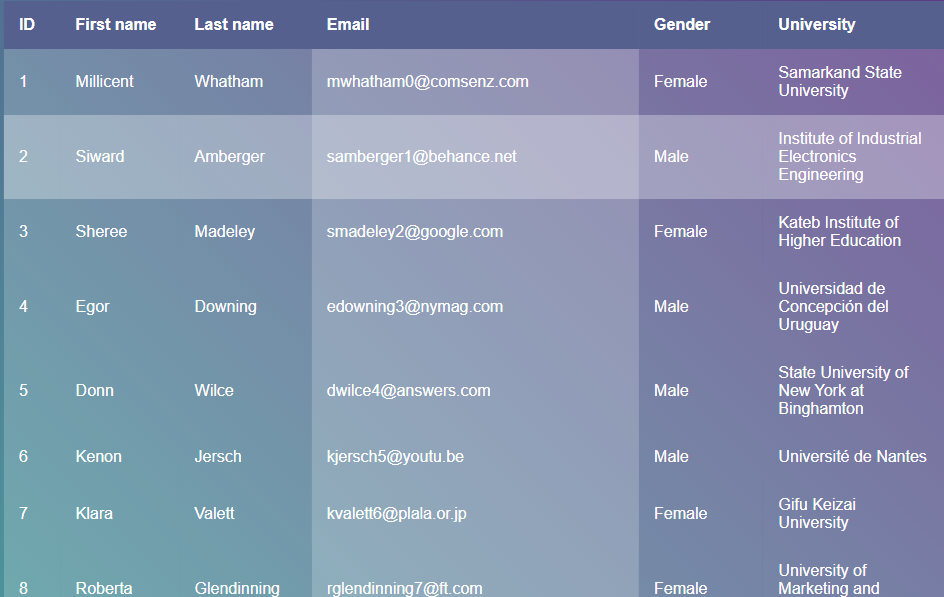 ID First name Last name Email Gender University
1 Millicent Whatham mwhatham0@comsenz.com Female Samarkand State
University
2 Siward Amberger samberger1@behance.net Male Institute of Industrial
Electronics
Engineering
3 Sheree Madeley smadeley2@google.com Female Kateb Institute of
Higher Education
4 Egor Downing edowning3@nymag.com Male Universidad de
Concepción del
Uruguay
5 Donn Wilce dwilce4@answers.com Male State University of
New York at
Binghamton
6 Kenon Jersch kjersch5@youtu.be Male Université de Nantes
7 Klara Valett kvalett6@plala.or.jp Female Gifu Keizai
University
8 Roberta Glendinning rglendinning7@ft.com Female University of
Marketing and